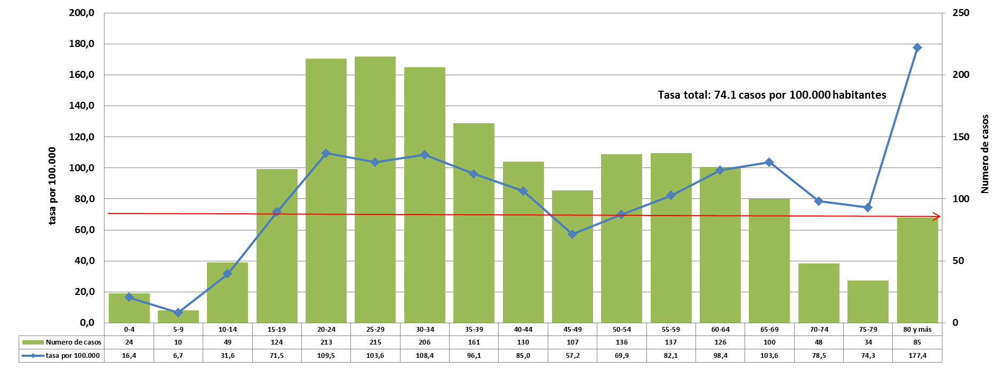 200,0
180,0
160,0
140,0
120,0
100,0
80,0
60,0
40,0
20,0
0,0
tasa por 100.000
250
200
150
100
50
0
Numero de casos
Tasa total: 74.1 casos por 100.000 habitantes
0-4 5-9 10-14 15-19 20-24 25-29 30-34 35-39 40-44 45-49 50-54 55-59 60-64 65-69 70-74 75-79 80 y más
Numero de casos 24 10 49 124 213 215 206 161 130 107 136 137 126 100 48 34 85
tasa por 100.000 16,4 6,7 31,6 71,5 109,5 103,6 108,4 96,1 85,0 57,2 69,9 82,1 98,4 103,6 78,5 74,3 177,4